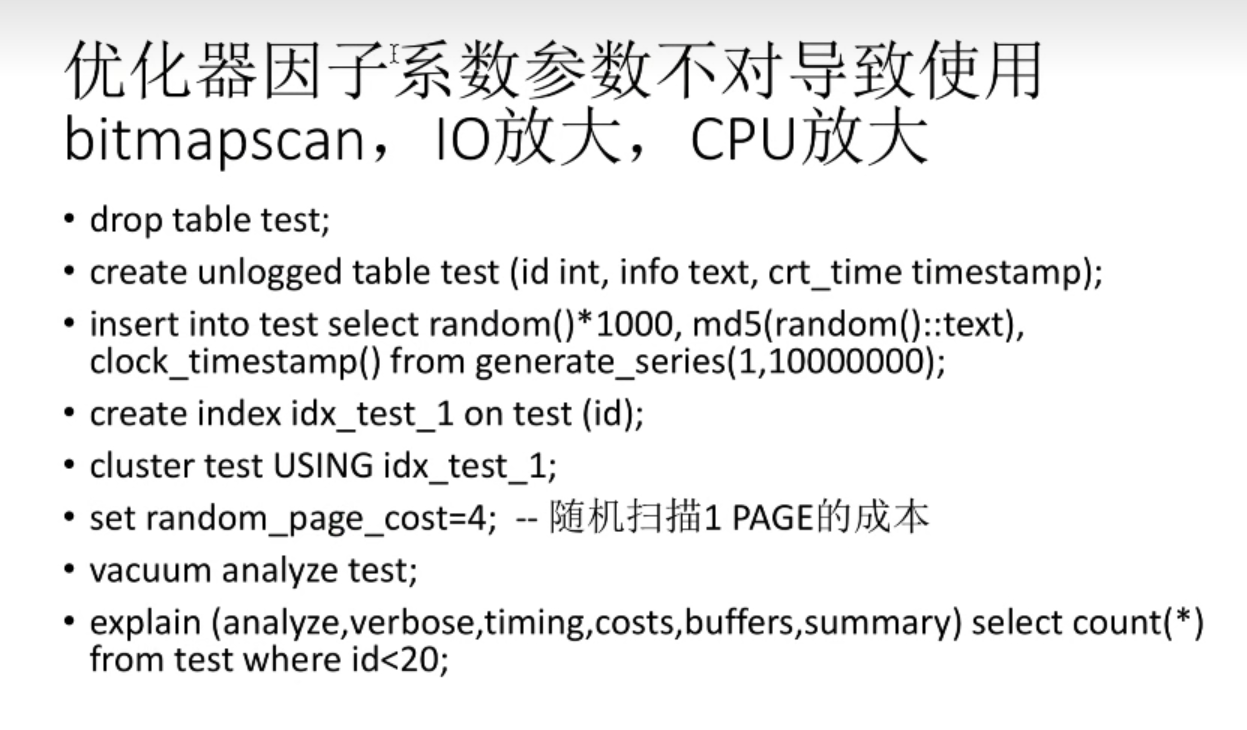 优化器因子系数参数不对导致使用
bitmapscan，IO放大，CPU放大
• drop table test;
• create unlogged table test (id int, info text, crt_time timestamp);
• insert into test select random()*1000, md5(random()::text),
clock_timestamp() from generate_series(1,10000000);
• create index idx_test_1 on test (id);
• cluster test USING idx_test_1;
• set random_page_cost=4;  -- 随机扫描1 PAGE的成本
• vacuum analyze test;
• explain (analyze,verbose,timing,costs,buffers,summary) select count(*)
from test where id<20;